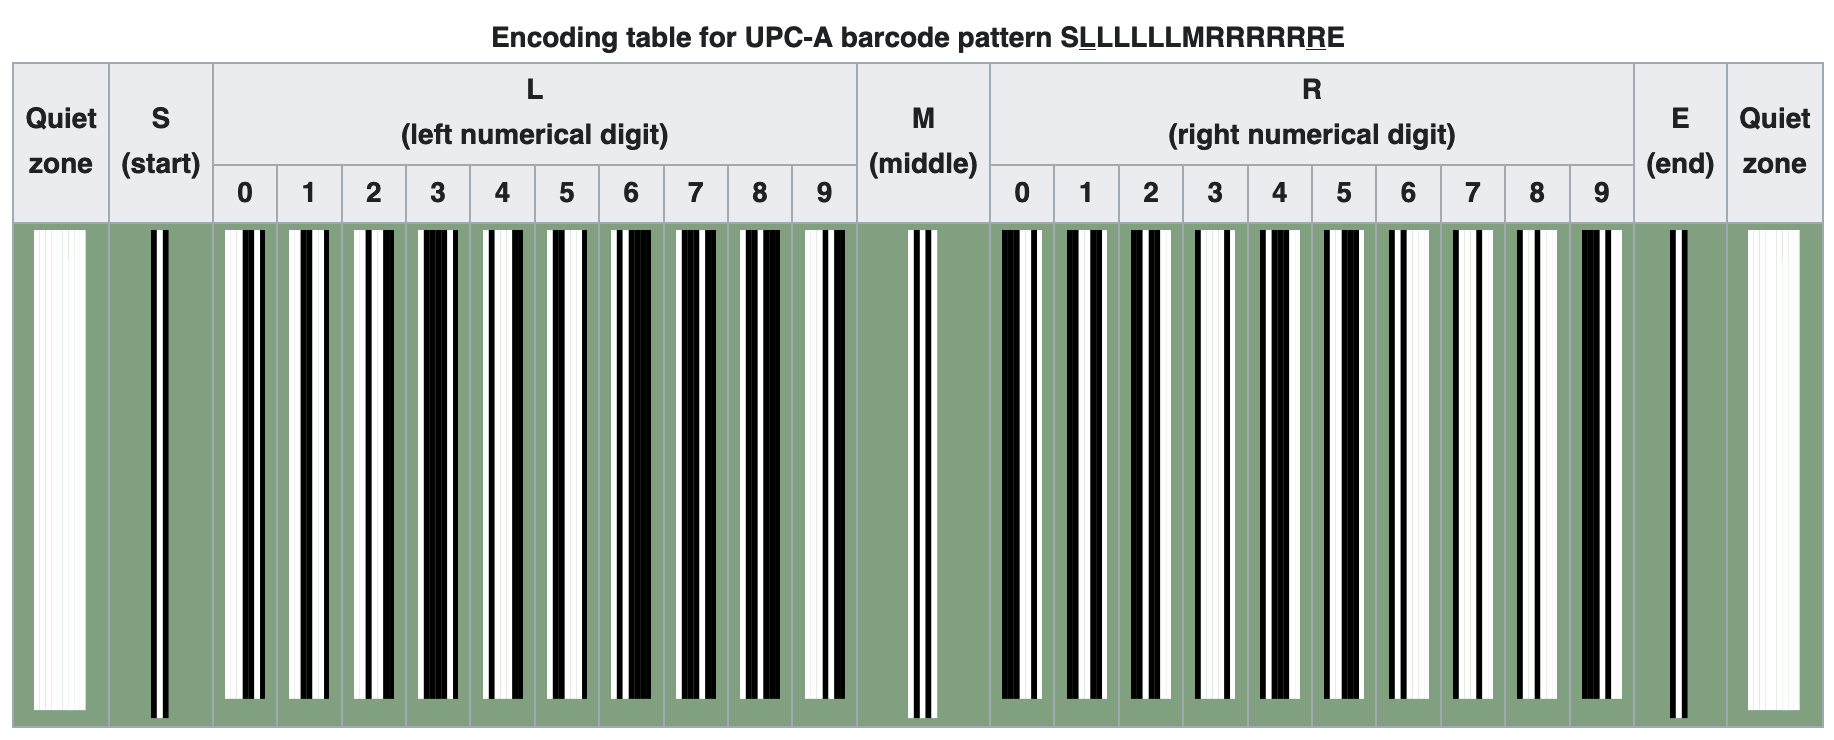 Encoding table for UPC-A barcode pattern SLLLLLLMRRRRRRE
Quiet zone
S (start)
L
(left numerical digit)
M (middle)
R
(right numerical digit)
E (end)
Quiet zone
0 1 2 3 4 5 6 7 8 9
0 1 2 3 4 5 6 7 8 9